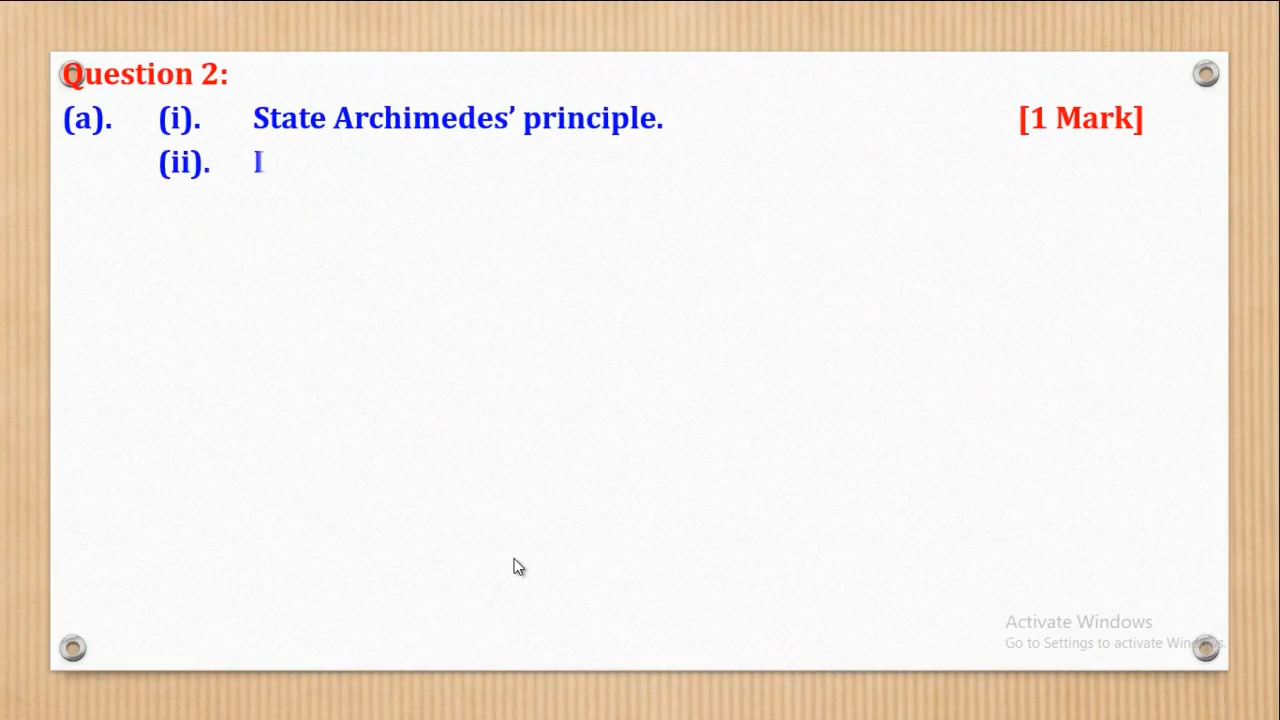 Question 2:
(a). (i). State Archimedes’ principle. [1 Mark]
(ii). I
Activate Windows
Go to Settings to activate Windows.